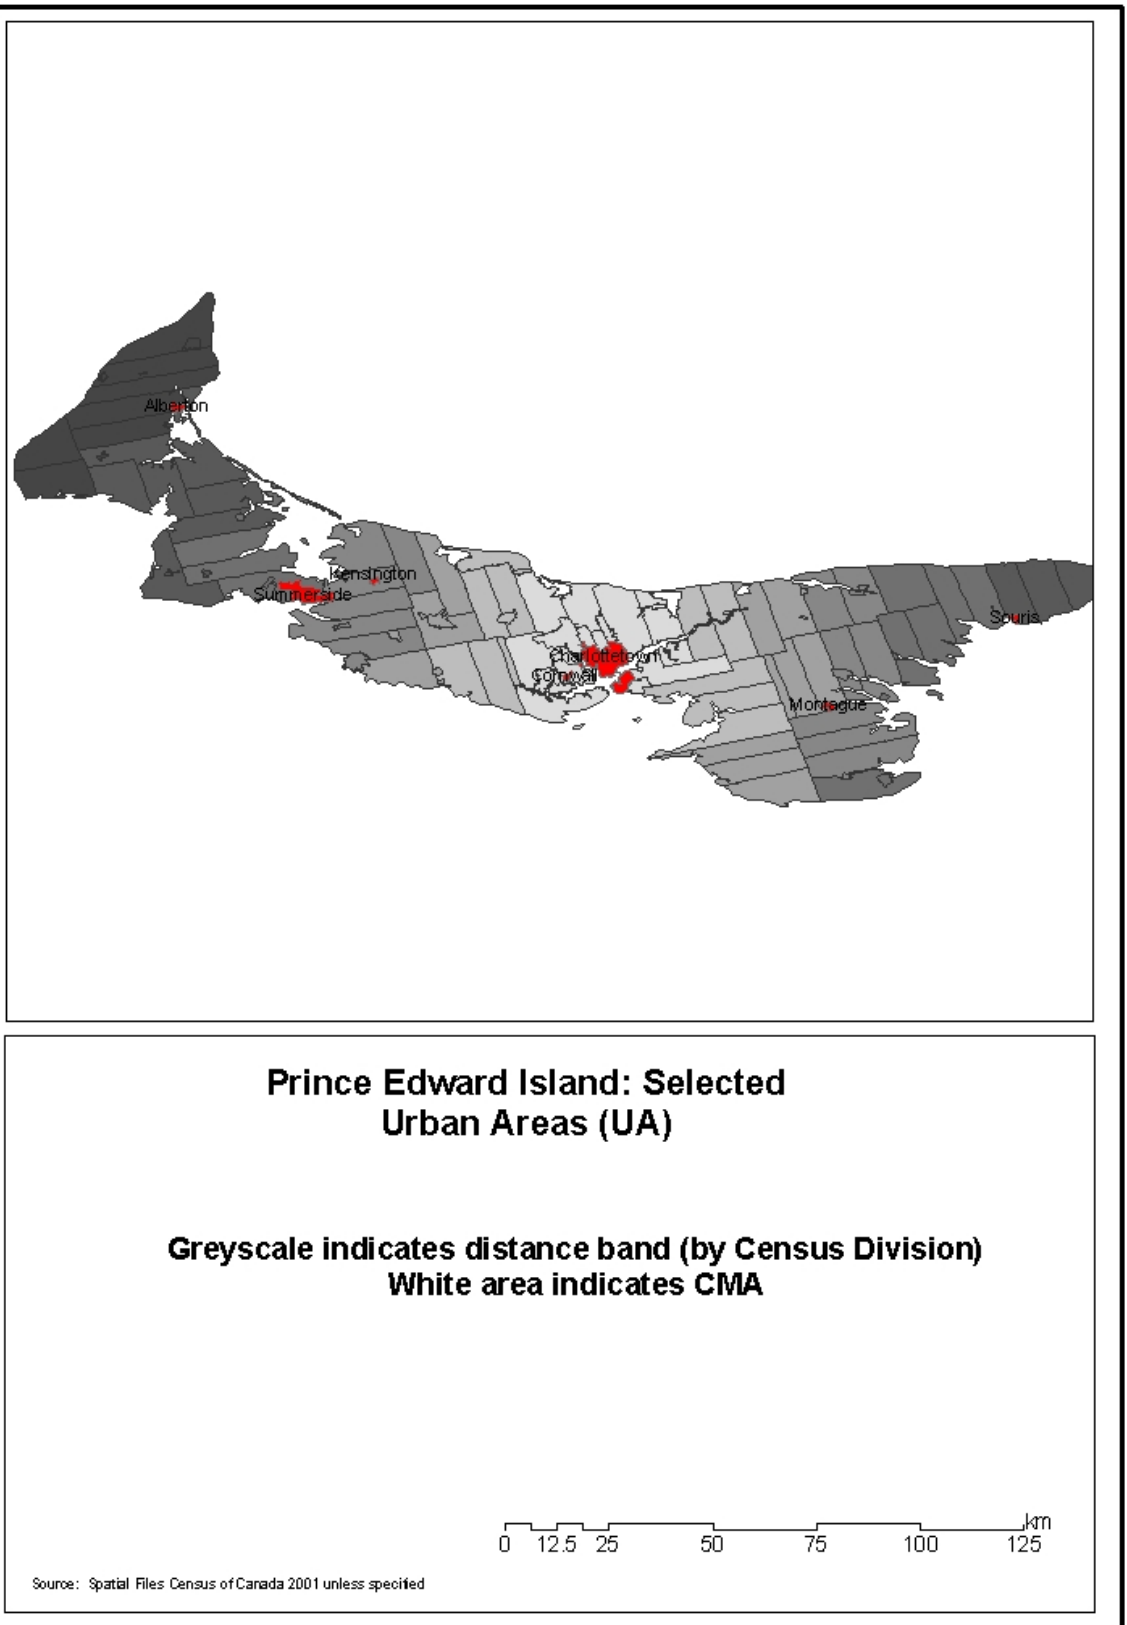 Alberton
Kensington
Summerside
Souris
Charlottetown
Cornwall
Montague
Prince Edward Island: Selected
Urban Areas (UA)
Greyscale indicates distance band (by Census Division)
White area indicates CMA
km
0 12.5 25 50 75 100 125
Source: Spatial Files Census of Canada 2001 unless specified